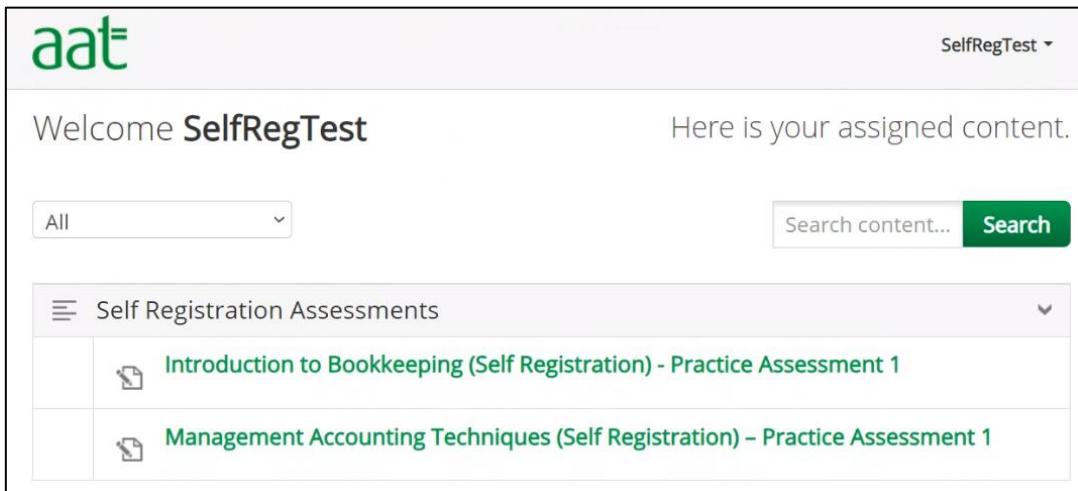 aat
SelfRegTest
Welcome SelfRegTest
Here is your assigned content.
All
Search content...
Search
Self Registration Assessments
Introduction to Bookkeeping (Self Registration) - Practice Assessment 1
Management Accounting Techniques (Self Registration) – Practice Assessment 1